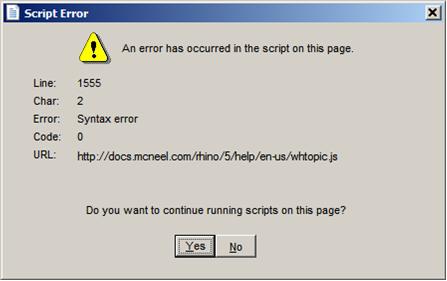 Script Error
An error has occurred in the script on this page.
Line: 1555
Char: 2
Error: Syntax error
Code: 0
URL: http://docs.mcneel.com/rhino/5/help/en-us/whtopic.js
Do you want to continue running scripts on this page?
Yes No